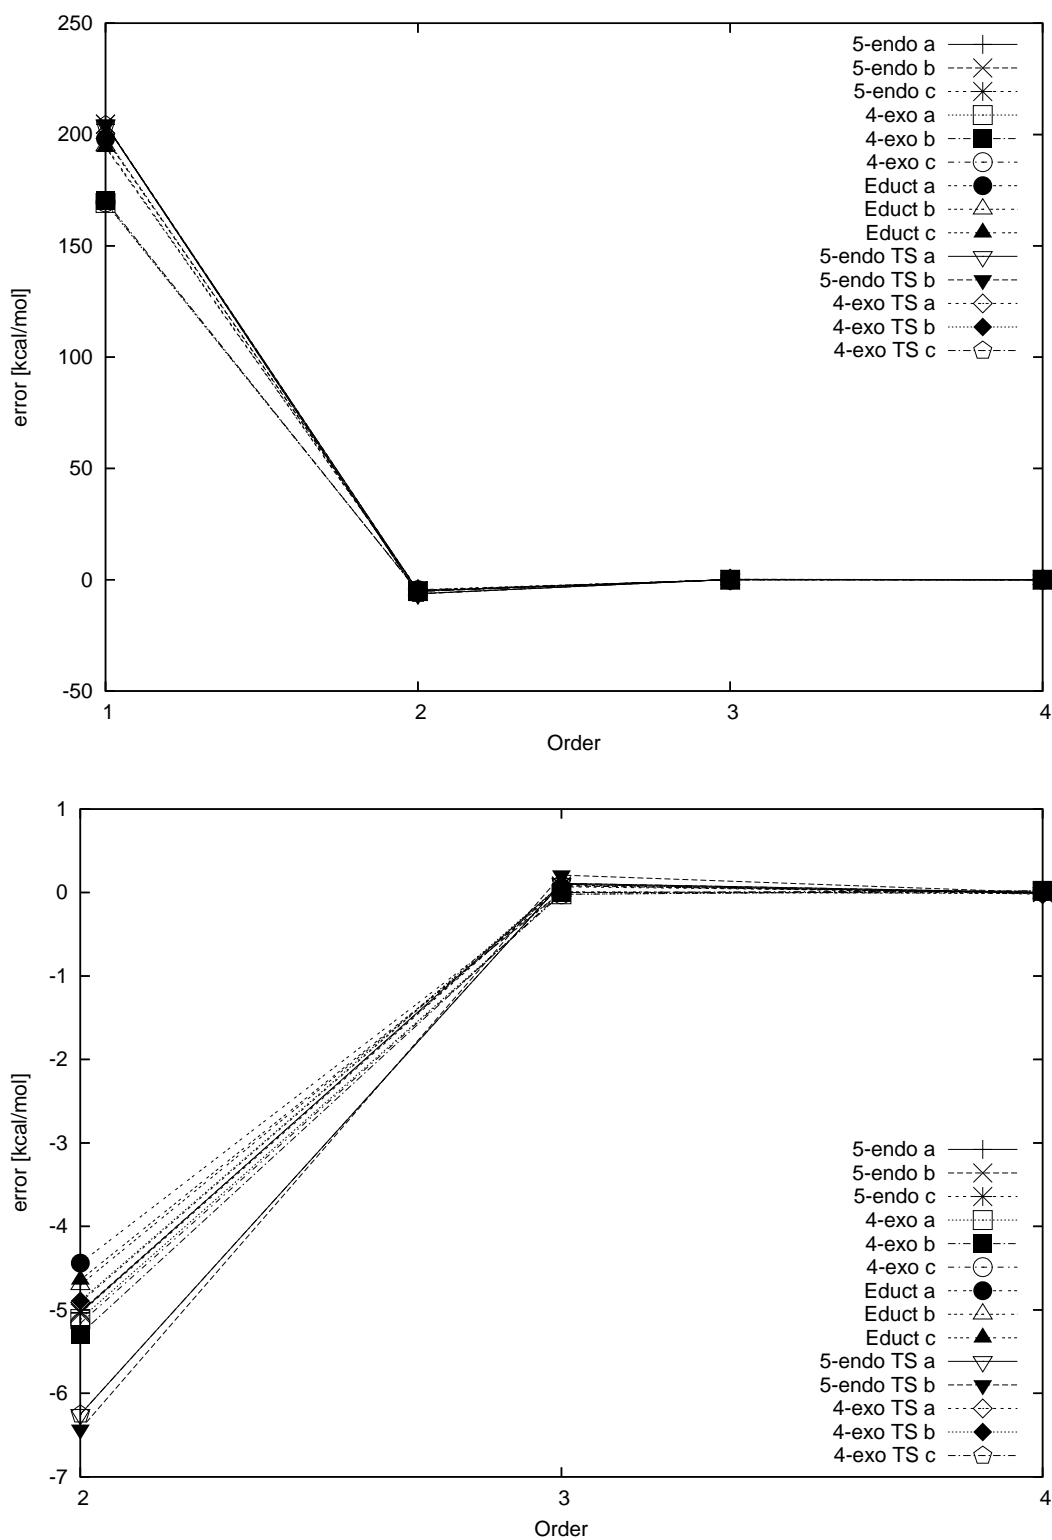 250
200
150
100
50
0
-50
error [kcal/mol]
1
2
3
4
Order
5-endo a
5-endo b
5-endo c
4-exo a
4-exo b
4-exo c
Educt a
Educt b
Educt c
5-endo TS a
5-endo TS b
4-exo TS a
4-exo TS b
4-exo TS c
1
0
-1
-2
-3
-4
-5
-6
-7
error [kcal/mol]
2
3
4
Order
5-endo a
5-endo b
5-endo c
4-exo a
4-exo b
4-exo c
Educt a
Educt b
Educt c
5-endo TS a
5-endo TS b
4-exo TS a
4-exo TS b
4-exo TS c